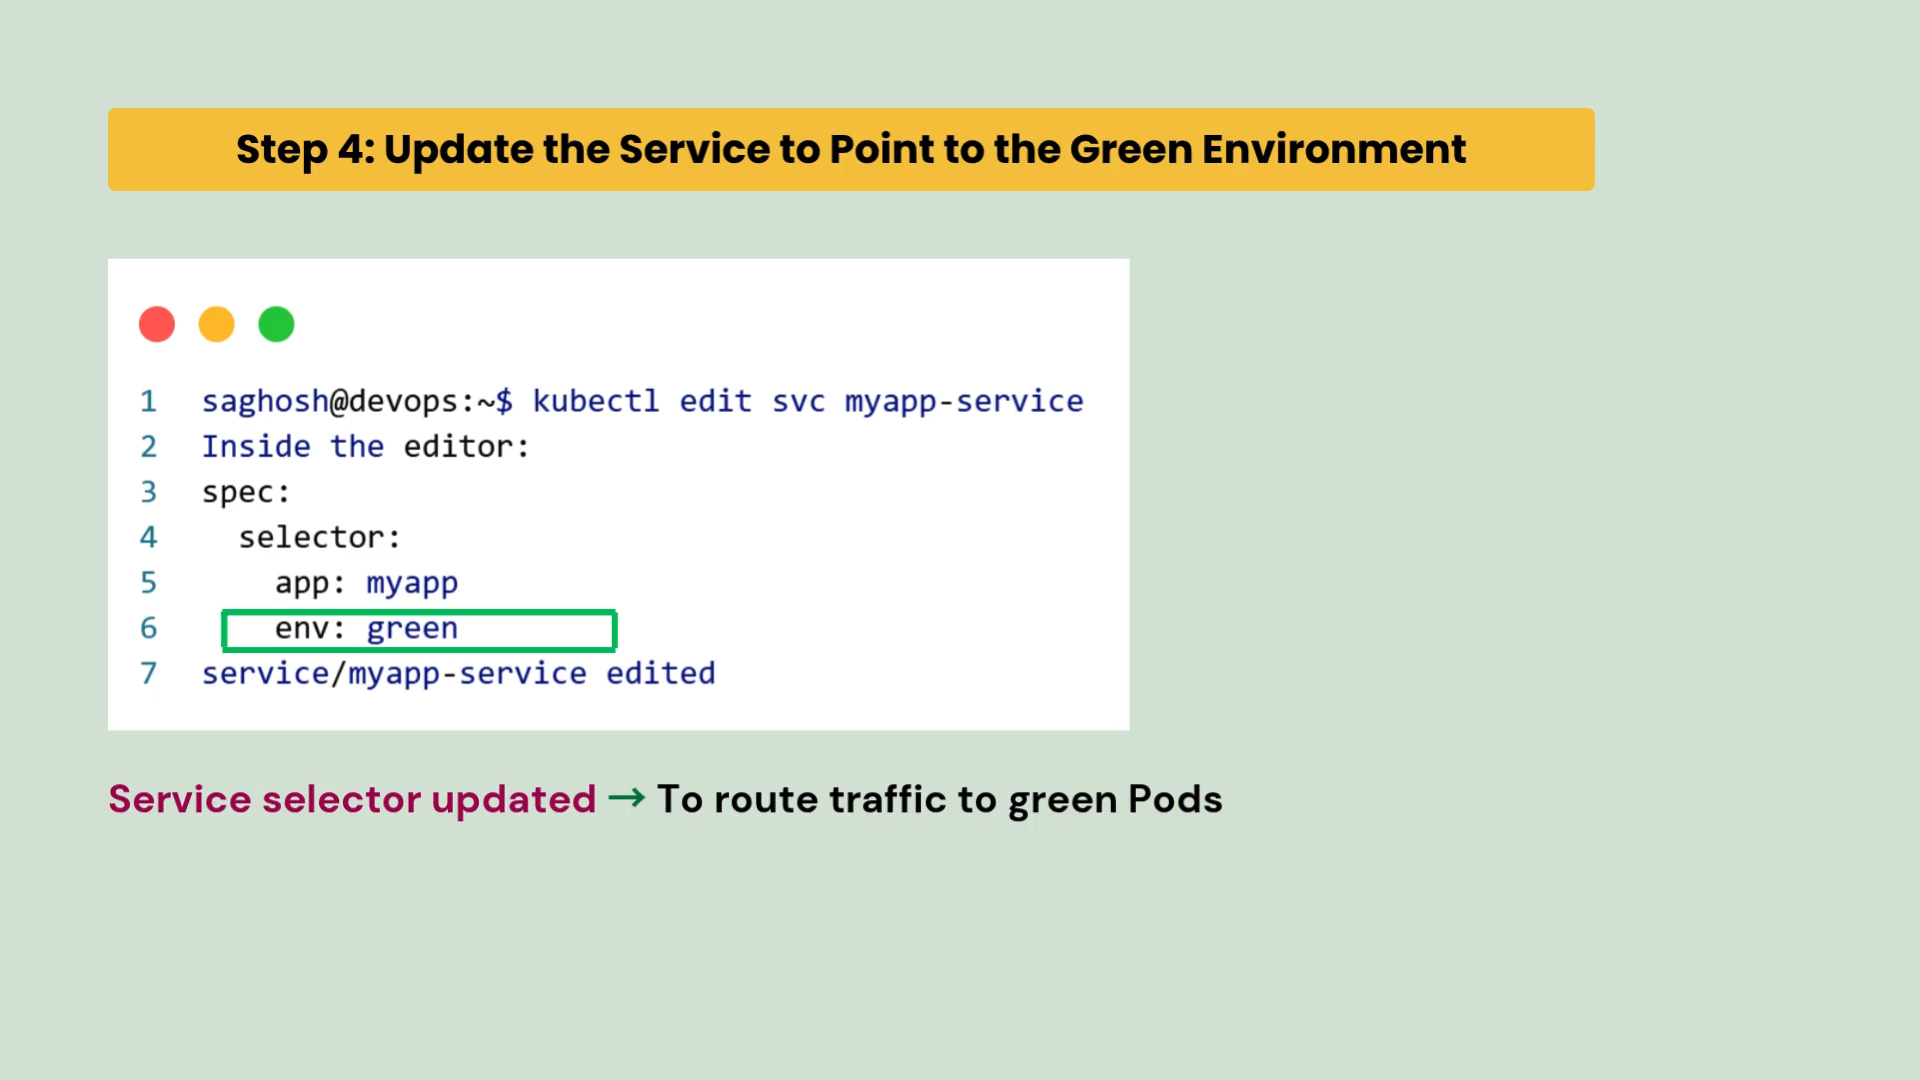 Step 4: Update the Service to Point to the Green Environment
1 saghosh@devops:~$ kubectl edit svc myapp-service
2 Inside the editor:
3 spec:
4   selector:
5     app: myapp
6     env: green
7 service/myapp-service edited
Service selector updated → To route traffic to green Pods